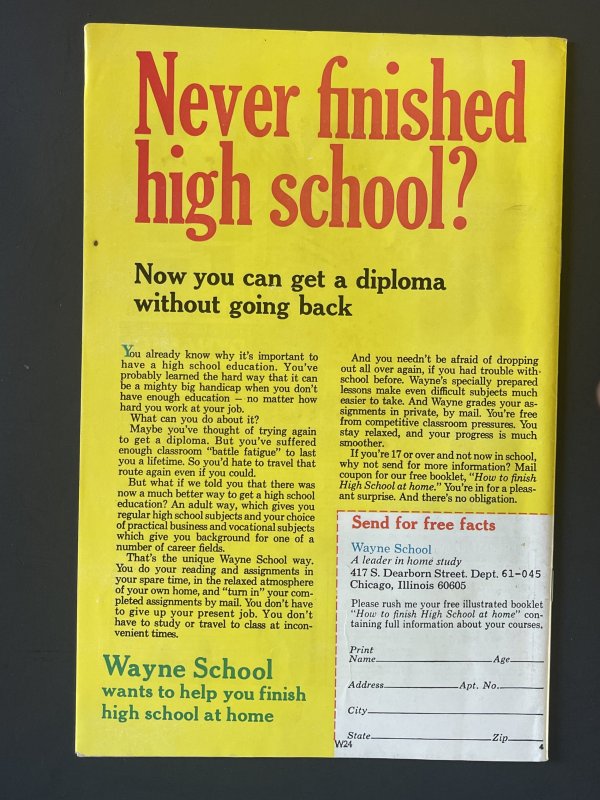 Never finished
high school?
Now you can get a diploma
without going back
You already know why it's important to
have a high school education. You've
probably learned the hard way that it can
be a mighty big handicap when you don't
have enough education — no matter how
hard you work at your job.
What can you do about it?
Maybe you've thought of trying again
to get a diploma. But you've suffered
enough classroom "battle fatigue" to last
you a lifetime. So you'd hate to travel that
route again even if you could.
But what if we told you that there was
now a much better way to get a high school
education? An adult way, which gives you
regular high school subjects and your choice
of practical business and vocational subjects
which give you background for one of a
number of career fields.
That's the unique Wayne School way.
You do your reading and assignments in
your spare time, in the relaxed atmosphere
of your own home, and "turn in" your com-
pleted assignments by mail. You don't have
to give up your present job. You don't
have to study or travel to class at incon-
venient times.
Wayne School
wants to help you finish
high school at home
And you needn't be afraid of dropping
out all over again, if you had trouble with
school before. Wayne's specially prepared
lessons make even difficult subjects much
easier to take. And Wayne grades your as-
signments in private, by mail. You're free
from competitive classroom pressures. You
stay relaxed, and your progress is much
smoother.
If you're 17 or over and not now in school,
why not send for more information? Mail
coupon for our free booklet, "How to finish
High School at home." You're in for a pleas-
ant surprise. And there's no obligation.
Send for free facts
Wayne School
A leader in home study
417 S. Dearborn Street. Dept. 61-045
Chicago, Illinois 60605
Please rush me your free illustrated booklet
"How to finish High School at home" con-
taining full information about your courses.
Print
Name Age
Address Apt. No.
City
State Zip
W24 4